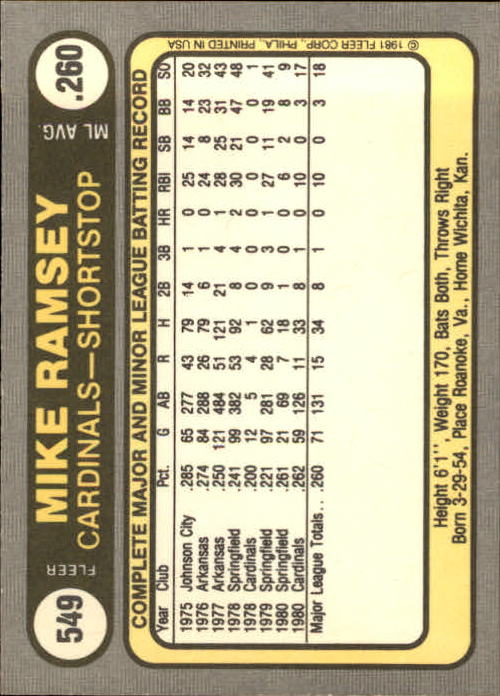 549
FLEER
MIKE RAMSEY
CARDINALS—SHORTSTOP
ML AVG.
.260
COMPLETE MAJOR AND MINOR LEAGUE BATTING RECORD
Year Club Pct. G AB R H 2B 3B HR RBI SB BB SO
1975 Johnson City .285 65 277 43 79 14 1 0 25 14 14 20
1976 Arkansas .274 84 288 26 79 6 1 0 24 8 23 32
1977 Arkansas .250 121 484 51 121 21 4 1 28 25 31 43
1978 Springfield .241 99 382 53 92 8 4 2 30 21 47 48
1978 Cardinals .200 12 5 4 1 0 0 0 0 0 0 1
1979 Springfield .221 97 281 28 62 9 3 1 27 11 19 41
1980 Springfield .261 21 69 7 18 1 0 0 6 2 8 9
1980 Cardinals .262 59 126 11 33 8 1 0 10 0 3 17
Major League Totals... .260 71 131 15 34 8 1 0 10 0 3 18
Height 6'1", Weight 170, Bats Both, Throws Right
Born 3-29-54, Place Roanoke, Va., Home Wichita, Kan.
© 1981 FLEER CORP., PHILA., PRINTED IN USA